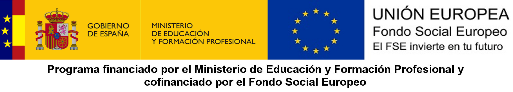 GOBIERNO
DE ESPAÑA
MINISTERIO
DE EDUCACIÓN
Y FORMACIÓN PROFESIONAL
UNIÓN EUROPEA
Fondo Social Europeo
El FSE invierte en tu futuro
Programa financiado por el Ministerio de Educación y Formación Profesional y
cofinanciado por el Fondo Social Europeo